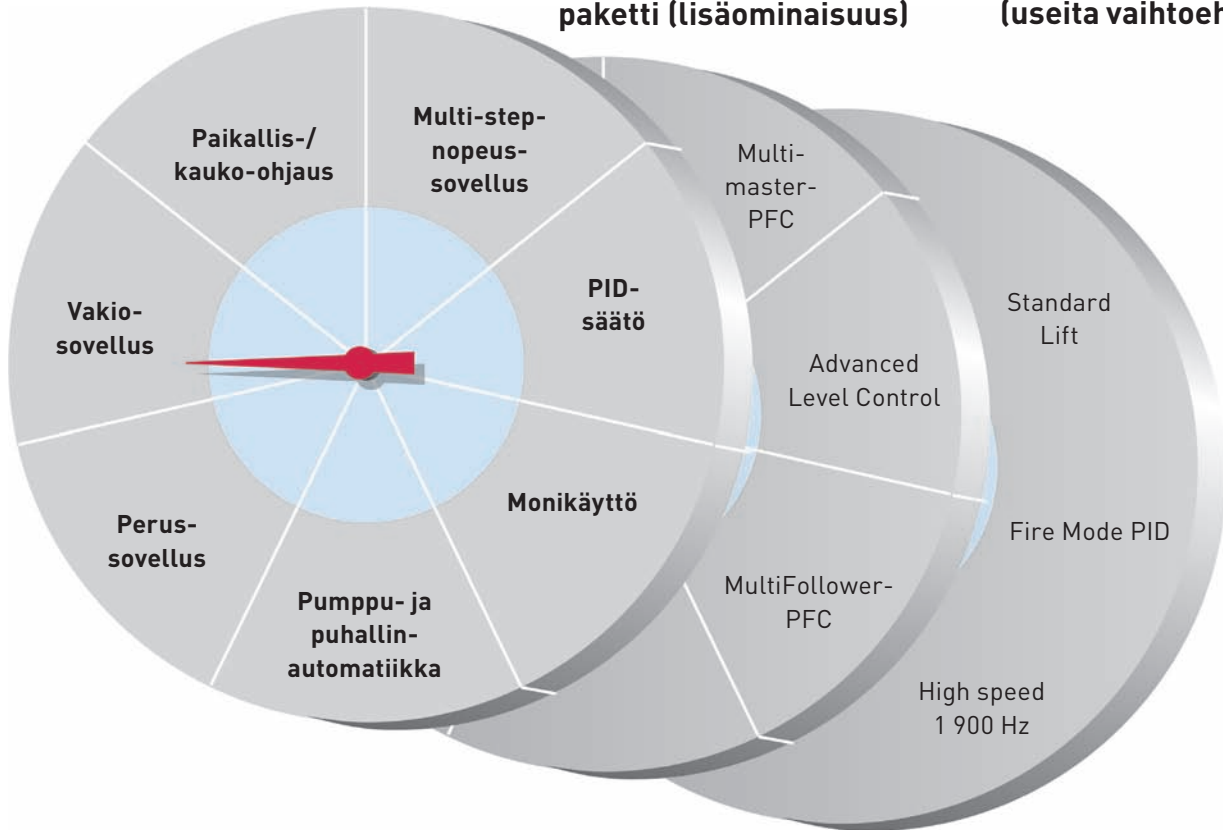 paketti (lisäominaisuus)
(useita vaihtoeh
Paikallis-/
kauko-ohjaus
Multi-step-
nopeus-
sovellus
PID-
säätö
Monikäyttö
Pumppu- ja
puhallin-
automatiikka
Perus-
sovellus
Vakio-
sovellus
Multi-
master-
PFC
Advanced
Level Control
MultiFollower-
PFC
Standard
Lift
Fire Mode PID
High speed
1 900 Hz